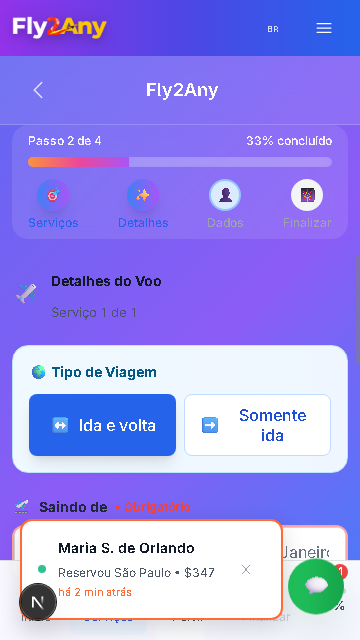 Fly2Any
BR
Fly2Any
Passo 2 de 4
33% concluído
Serviços
Detalhes
Dados
Finalizar
Detalhes do Voo
Serviço 1 de 1
Tipo de Viagem
Ida e volta
Somente
ida
Saindo de
• Obrigatório
Maria S. de Orlando
Reservou São Paulo • $347
há 2 min atrás
N
Janeiro
1
Serviços
Finalizar
%